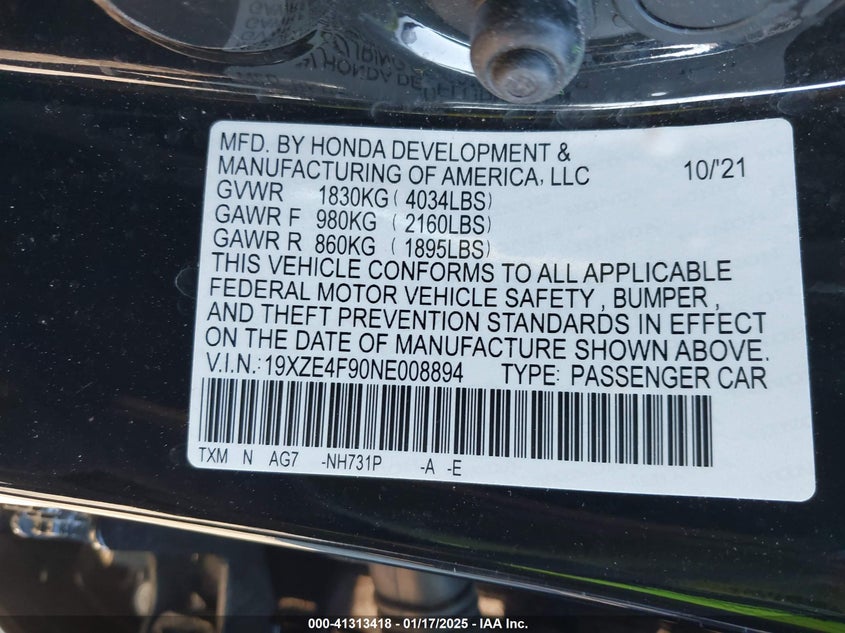 MFD. BY HONDA DEVELOPMENT &
MANUFACTURING OF AMERICA, LLC 10/'21
GVWR 1830KG ( 4034LBS)
GAWR F 980KG ( 2160LBS)
GAWR R 860KG ( 1895LBS)
THIS VEHICLE CONFORMS TO ALL APPLICABLE
FEDERAL MOTOR VEHICLE SAFETY , BUMPER ,
AND THEFT PREVENTION STANDARDS IN EFFECT
ON THE DATE OF MANUFACTURE SHOWN ABOVE.
V.I.N.: 19XZE4F90NE008894 TYPE: PASSENGER CAR
TXM N AG7 -NH731P -A -E
000-41313418 - 01/17/2025 - IAA Inc.